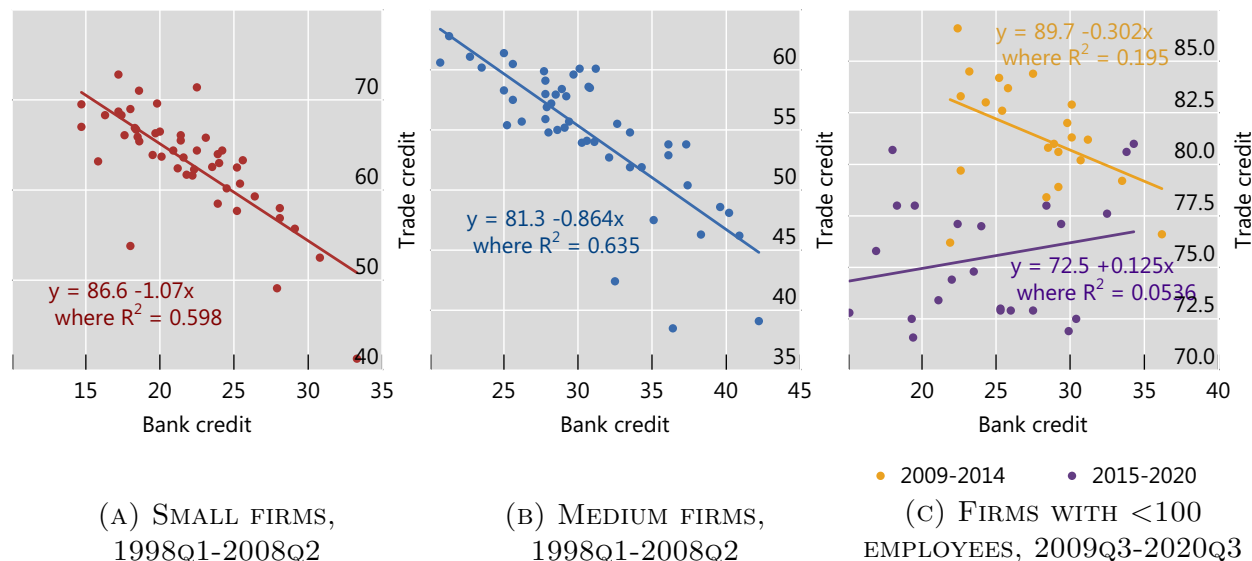 70
60
50
40
15
20
25
30
35
Bank credit
Trade credit
y = 86.6 -1.07x
where R² = 0.598
(A) Small firms,
1998Q1-2008Q2
60
55
50
45
40
35
25
30
35
40
45
Bank credit
Trade credit
y = 81.3 -0.864x
where R² = 0.635
(B) Medium firms,
1998Q1-2008Q2
85.0
82.5
80.0
77.5
75.0
72.5
70.0
20
25
30
35
40
Bank credit
Trade credit
y = 89.7 -0.302x
where R² = 0.195
y = 72.5 +0.125x
where R² = 0.0536
2009-2014
2015-2020
(C) Firms with <100
employees, 2009Q3-2020Q3